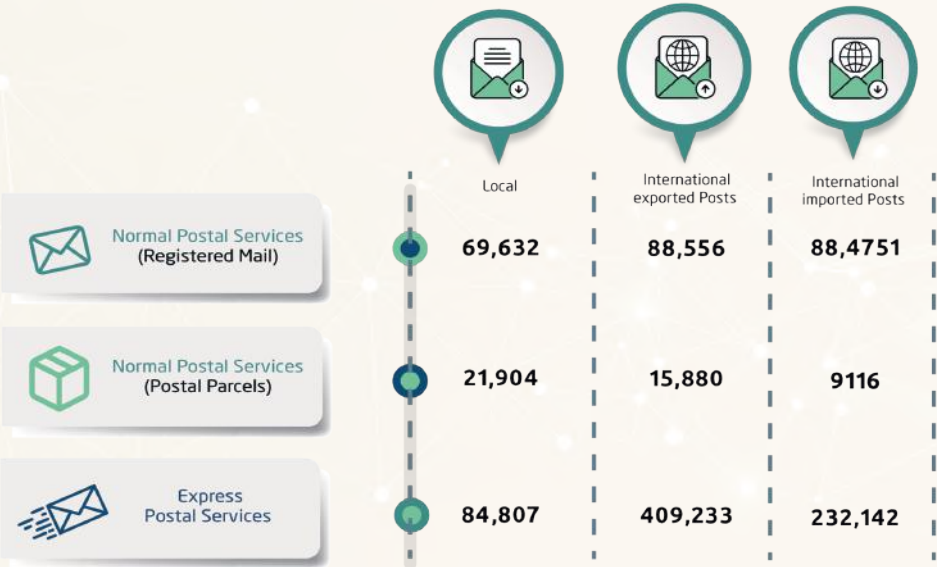 Local
International
exported Posts
International
imported Posts
Normal Postal Services
(Registered Mail)
69,632
88,556
88,4751
Normal Postal Services
(Postal Parcels)
21,904
15,880
9116
Express
Postal Services
84,807
409,233
232,142